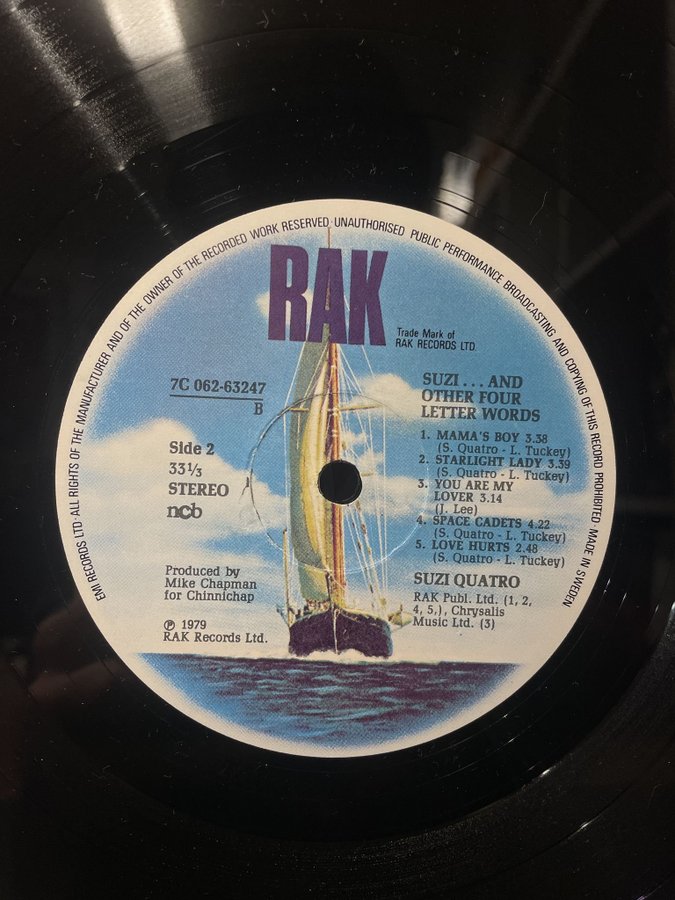 EMI RECORDS LTD·ALL RIGHTS OF THE MANUFACTURER AND OF THE OWNER OF THE RECORDED WORK RESERVED·UNAUTHORISED PUBLIC PERFORMANCE BROADCASTING AND COPYING OF THIS RECORD PROHIBITED·MADE IN SWEDEN
RAK
Trade Mark of
RAK RECORDS LTD.
7C 062-63247
B
Side 2
33⅓
STEREO
ncb
SUZI . . . AND
OTHER FOUR
LETTER WORDS
1. MAMA'S BOY 3.38
(S. Quatro - L. Tuckey)
2. STARLIGHT LADY 3.39
(S. Quatro - L. Tuckey)
3. YOU ARE MY
LOVER 3.14
(J. Lee)
4. SPACE CADETS 4.22
(S. Quatro - L. Tuckey)
5. LOVE HURTS 2.48
(S. Quatro - L. Tuckey)
SUZI QUATRO
RAK Publ. Ltd. (1, 2,
4, 5,), Chrysalis
Music Ltd. (3)
Produced by
Mike Chapman
for Chinnichap
℗ 1979
RAK Records Ltd.